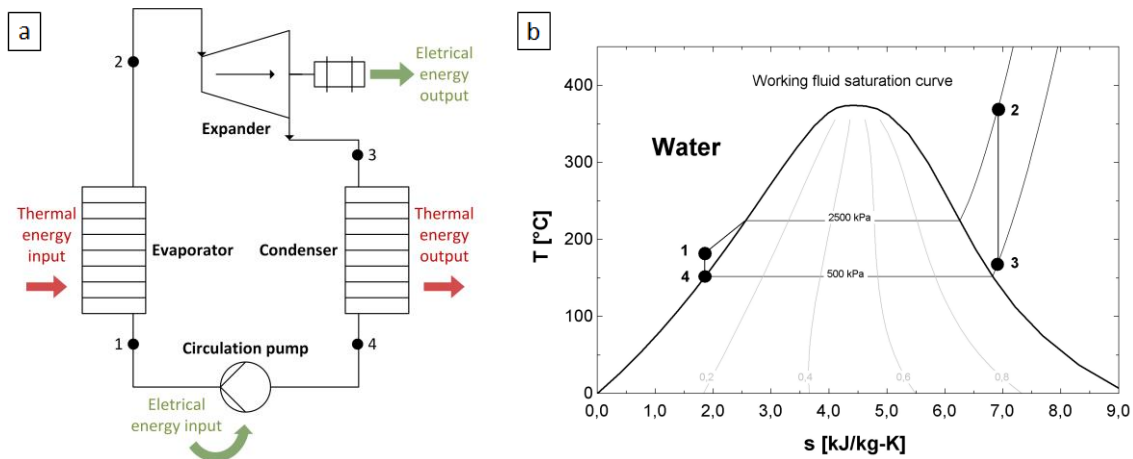 a
2
Eletrical
energy
output
Expander
3
Thermal
energy
input
Evaporator
Condenser
Thermal
energy
output
1
Circulation pump
4
Eletrical
energy input
b
Working fluid saturation curve
Water
2
2500 kPa
1
3
4
500 kPa
0,2
0,4
0,6
0,8
T [°C]
400
300
200
100
0
0,0 1,0 2,0 3,0 4,0 5,0 6,0 7,0 8,0 9,0
s [kJ/kg-K]